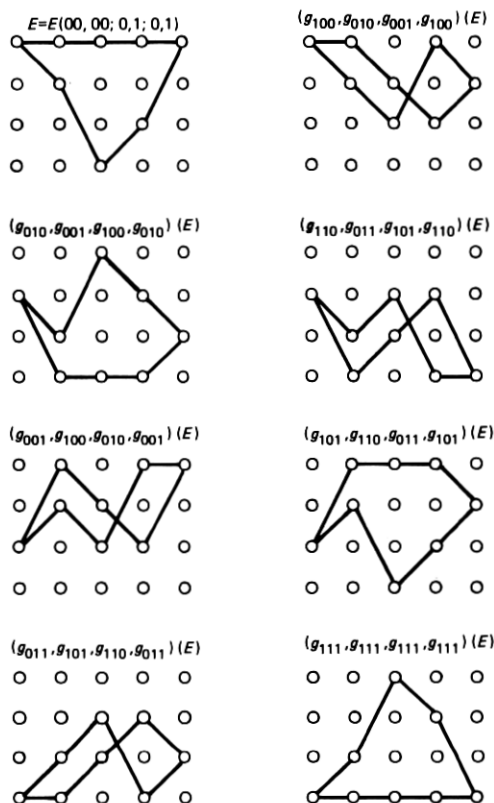 E=E(00, 00; 0,1; 0,1)
(g100, g010, g001, g100) (E)
(g010, g001, g100, g010) (E)
(g110, g011, g101, g110) (E)
(g001, g100, g010, g001) (E)
(g101, g110, g011, g101) (E)
(g011, g101, g110, g011) (E)
(g111, g111, g111, g111) (E)